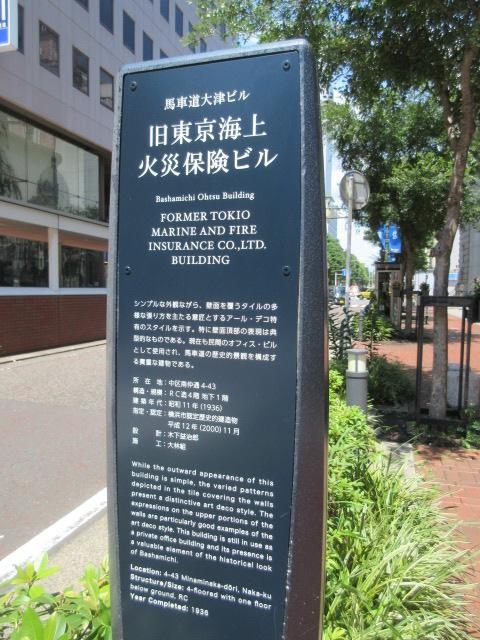 馬車道大津ビル
旧東京海上
火災保険ビル
Bashamichi Ohtsu Building
FORMER TOKIO
MARINE AND FIRE
INSURANCE CO.,LTD.
BUILDING
シンプルな外観ながら、壁面を覆うタイルの多
様な張り方を主たる意匠とするアール・デコ特
有のスタイルを示す。特に壁面頂部の表現は典
型的なものである。現在も民間のオフィス・ビル
として使用され、馬車道の歴史的景観を構成す
る貴重な建物である。
所在地:中区南仲通4-43
構造・規模:RC造4階 地下1階
建築年代:昭和11年(1936)
指定・認定:横浜市認定歴史的建造物
平成12年(2000)11月
設計:木下益治郎
施工:大林組
While the outward appearance of this
building is simple, the varied patterns
depicted in the tile covering the walls
present a distinctive art deco style. The
expressions on the upper portions of the
walls are particularly good examples of the
art deco style. This building is still in use as
a private office building and its presence is
a valuable element of the historical look
of Bashamichi.
Location: 4-43 Minaminaka-dōri, Naka-ku
Structure/Size: 4-floored with one floor
below ground, RC
Year Completed: 1936